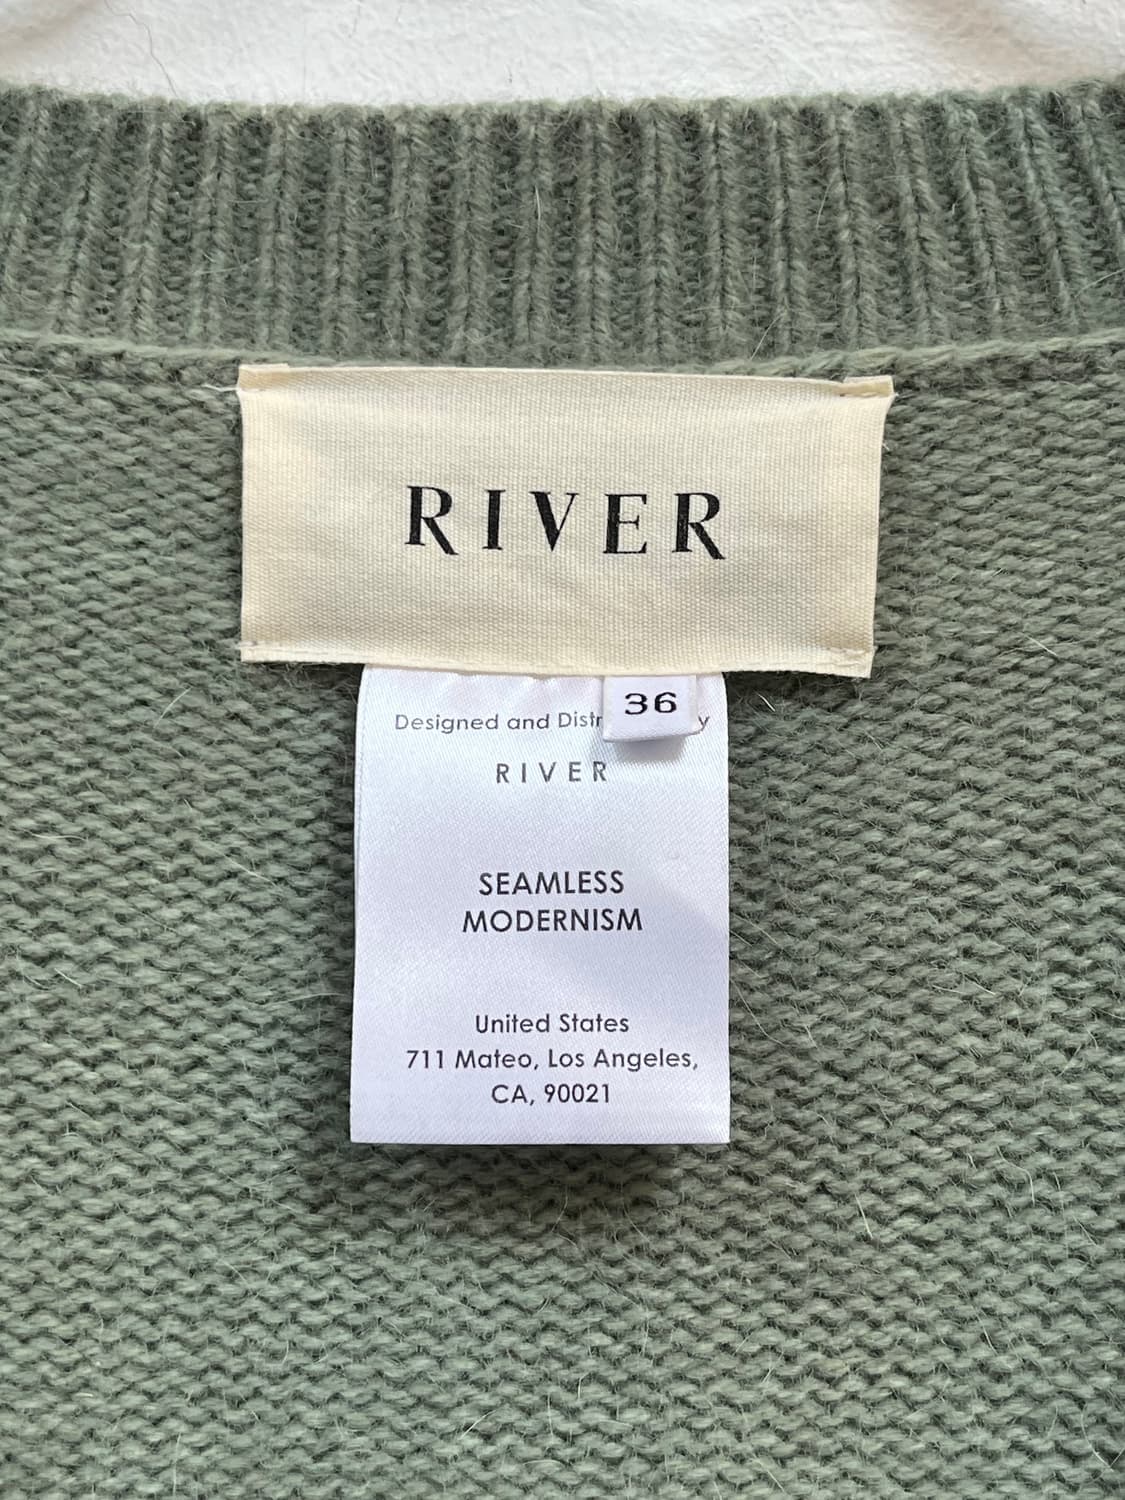 RIVER
36
Designed and Distr y
RIVER
SEAMLESS
MODERNISM
United States
711 Mateo, Los Angeles,
CA, 90021